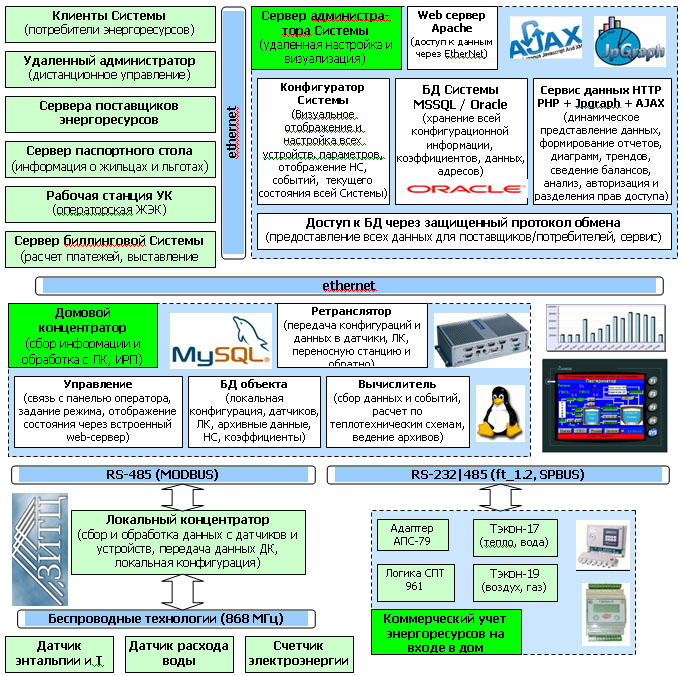 Клиенты Системы
(потребители энергоресурсов)
Удаленный администратор
(дистанционное управление)
Сервера поставщиков
энергоресурсов
Сервер паспортного стола
(информация о жильцах и льготах)
Рабочая станция УК
(операторская ЖЭК)
Сервер биллинговой Системы
(расчет платежей, выставление
ethernet
Сервер администра-
тора Системы
(удаленная настройка и
визуализация)
Web сервер
Apache
(доступ к данным
через EtherNet)
AJAX
JpGraph
Конфигуратор
Системы
(Визуальное
отображение и
настройка всех
устройств, параметров,
отображение НС,
событий, текущего
состояния всей Системы)
БД Системы
MSSQL / Oracle
(хранение всей
конфигурационной
информации,
коэффициентов, данных,
адресов)
ORACLE
Сервис данных HTTP
PHP + Jpgraph + AJAX
(динамическое
представление данных,
формирование отчетов,
диаграмм, трендов,
сведение балансов,
анализ, авторизация и
разделения прав доступа)
Доступ к БД через защищенный протокол обмена
(предоставление всех данных для поставщиков/потребителей, сервис)
ethernet
Домовой
концентратор
(сбор информации и
обработка с ЛК, ИРП)
MySQL
Ретранслятор
(передача конфигураций и
данных в датчики, ЛК,
переносную станцию и
обратно)
Управление
(связь с панелью оператора,
задание режима, отображение
состояния через встроенный
web-сервер)
БД объекта
(локальная
конфигурация, датчиков,
ЛК, архивные данные,
НС, коэффициенты)
Вычислитель
(сбор данных и событий,
расчет по
теплотехническим схемам,
ведение архивов)
RS-485 (MODBUS)
RS-232|485 (ft_1.2, SPBUS)
ЗИТЦ
Локальный концентратор
(сбор и обработка данных с датчиков и
устройств, передача данных ДК,
локальная конфигурация)
Адаптер
АПС-79
Тэкон-17
(тепло, вода)
Логика СПТ
961
Тэкон-19
(воздух, газ)
Коммерческий учет
энергоресурсов на
входе в дом
Беспроводные технологии (868 МГц)
Датчик
энтальпии и Т
Датчик расхода
воды
Счетчик
электроэнергии